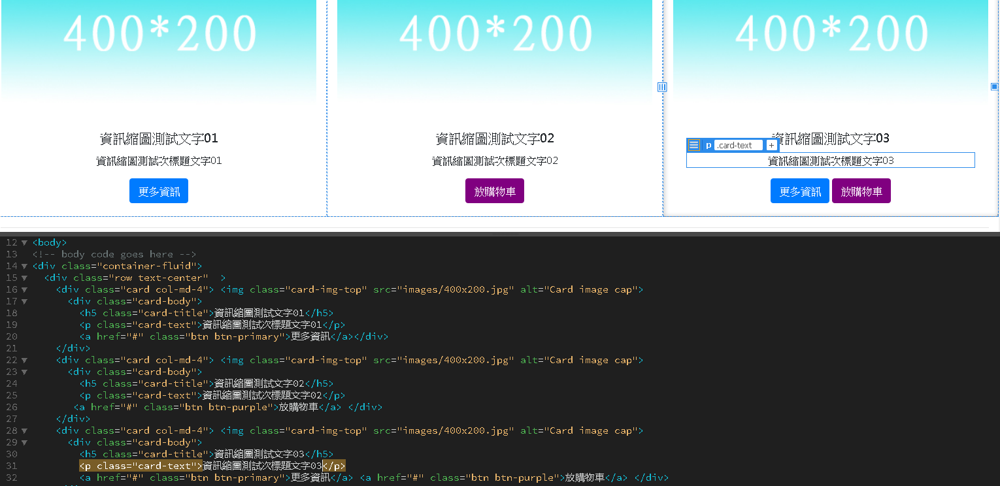 400*200 400*200 400*200
資訊縮圖測試文字01 資訊縮圖測試文字02 資訊縮圖測試文字03
p .card-text +
資訊縮圖測試次標題文字01 資訊縮圖測試次標題文字02 資訊縮圖測試次標題文字03
更多資訊 放購物車 更多資訊 放購物車
12 <body>
13 <!-- body code goes here -->
14 <div class="container-fluid">
15 <div class="row text-center"  >
16 <div class="card col-md-4"> <img class="card-img-top" src="images/400x200.jpg" alt="Card image cap">
17 <div class="card-body">
18 <h5 class="card-title">資訊縮圖測試文字01</h5>
19 <p class="card-text">資訊縮圖測試次標題文字01</p>
20 <a href="#" class="btn btn-primary">更多資訊</a></div>
21 </div>
22 <div class="card col-md-4"> <img class="card-img-top" src="images/400x200.jpg" alt="Card image cap">
23 <div class="card-body">
24 <h5 class="card-title">資訊縮圖測試文字02</h5>
25 <p class="card-text">資訊縮圖測試次標題文字02</p>
26 <a href="#" class="btn btn-purple">放購物車</a> </div>
27 </div>
28 <div class="card col-md-4"> <img class="card-img-top" src="images/400x200.jpg" alt="Card image cap">
29 <div class="card-body">
30 <h5 class="card-title">資訊縮圖測試文字03</h5>
31 <p class="card-text">資訊縮圖測試次標題文字03</p>
32 <a href="#" class="btn btn-primary">更多資訊</a> <a href="#" class="btn btn-purple">放購物車</a> </div>